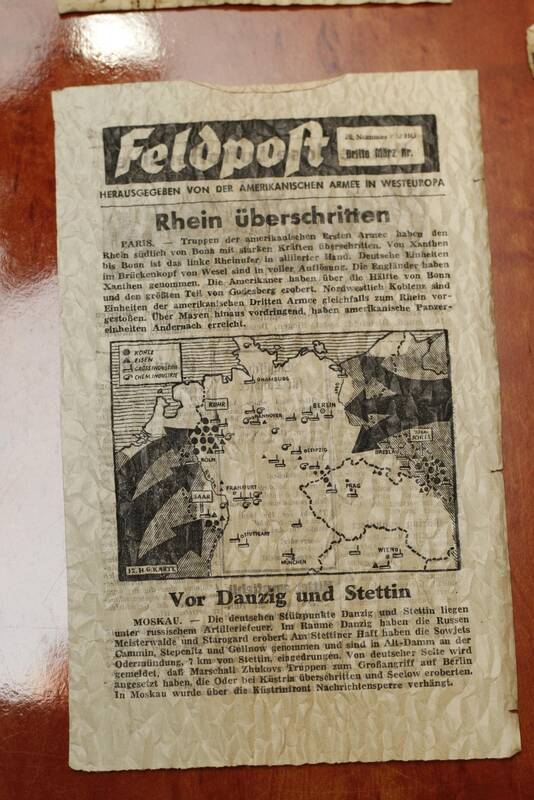 Feldpost
Dritte März Nr.
HERAUSGEGEBEN VON DER AMERIKANISCHEN ARMEE IN WESTEUROPA
Rhein überschritten
PARIS. — Truppen der amerikanischen Ersten Armee haben den
Rhein südlich von Bonn mit starken Kräften überschritten. Von Xanthen
bis Bonn ist das linke Rheinufer in alliierter Hand. Deutsche Einheiten
im Brückenkopf von Wesel sind in voller Auflösung. Die Engländer haben
Xanthen genommen. Die Amerikaner haben über die Hälfte von Bonn
und den größten Teil von Godesberg erobert. Nordwestlich Koblenz sind
Einheiten der amerikanischen Dritten Armee gleichfalls zum Rhein vor-
gestoßen. Über Mayen hinaus vordringend, haben amerikanische Panzer-
einheiten Andernach erreicht.
KOHLE
EISEN
GROSSINDUSTRIE
CHEM. INDUSTRIE
HAMBURG
RUHR
HANNOVER
BERLIN
KÖLN
LEIPZIG
BRESLAU
FRANKFURT
PRAG
SAAR
STUTTGART
MÜNCHEN
WIEN
12. H. G. KARTE
Vor Danzig und Stettin
MOSKAU. — Die deutschen Stützpunkte Danzig und Stettin liegen
unter russischem Artilleriefeuer. Im Raume Danzig haben die Russen
Meisterwalde und Starogard erobert. Am Stettiner Haff haben die Sowjets
Cammin, Stepenitz und Gollnow genommen und sind in Alt-Damm an der
Odermündung, 7 km von Stettin, eingedrungen. Von deutscher Seite wird
gemeldet, daß Marschall Zhukovs Truppen zum Großangriff auf Berlin
angesetzt haben, die Oder bei Küstrin überschritten und Seelow eroberten.
In Moskau wurde über die Küstrinfront Nachrichtensperre verhängt.